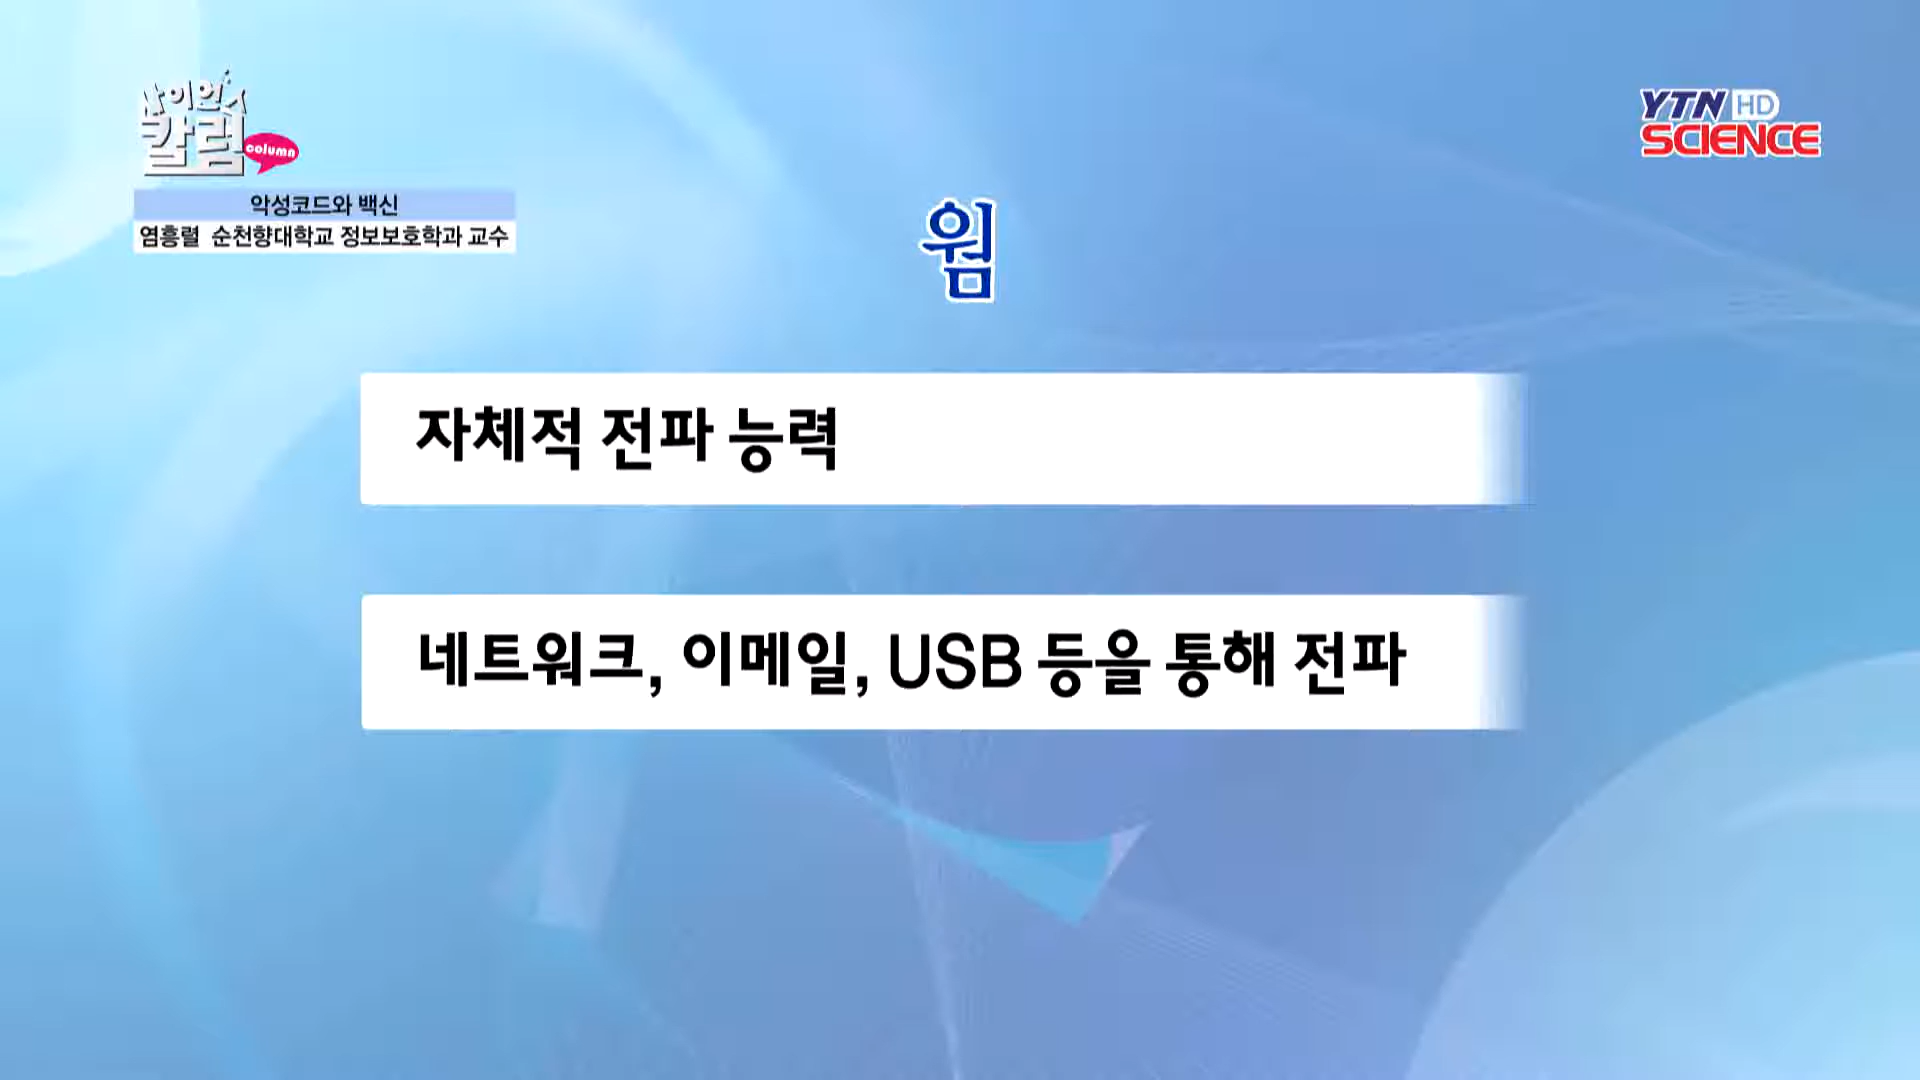 사이언스
칼럼
column
YTN HD
SCIENCE
악성코드와 백신
염흥렬 순천향대학교 정보보호학과 교수
웜
자체적 전파 능력
네트워크, 이메일, USB 등을 통해 전파